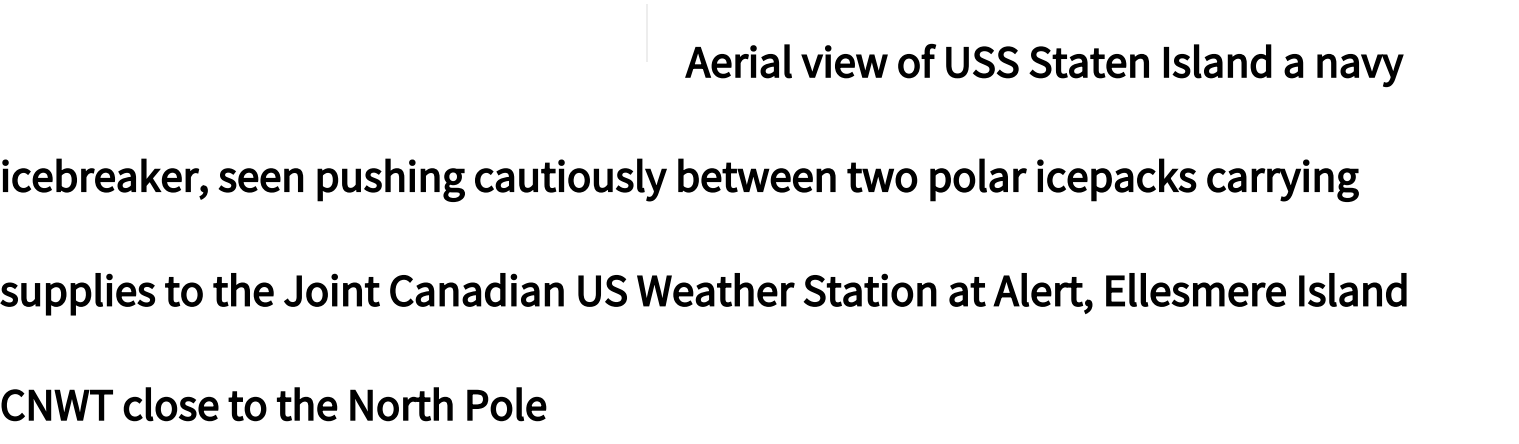 Aerial view of USS Staten Island a navy
icebreaker, seen pushing cautiously between two polar icepacks carrying
supplies to the Joint Canadian US Weather Station at Alert, Ellesmere Island
CNWT close to the North Pole